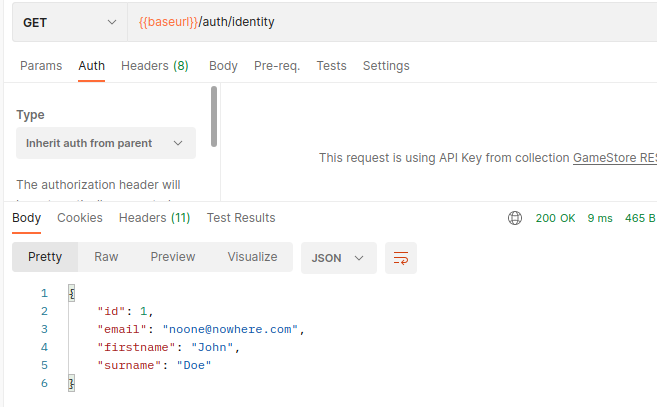 GET {{baseurl}}/auth/identity
Params Auth Headers (8) Body Pre-req. Tests Settings
Type
Inherit auth from parent
This request is using API Key from collection GameStore RES
The authorization header will
Body Cookies Headers (11) Test Results 200 OK 9 ms 465 B
Pretty Raw Preview Visualize JSON
1 {
2 "id": 1,
3 "email": "noone@nowhere.com",
4 "firstname": "John",
5 "surname": "Doe"
6 }